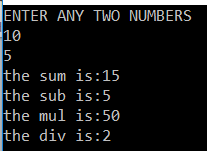 ENTER ANY TWO NUMBERS
10
5
the sum is:15
the sub is:5
the mul is:50
the div is:2